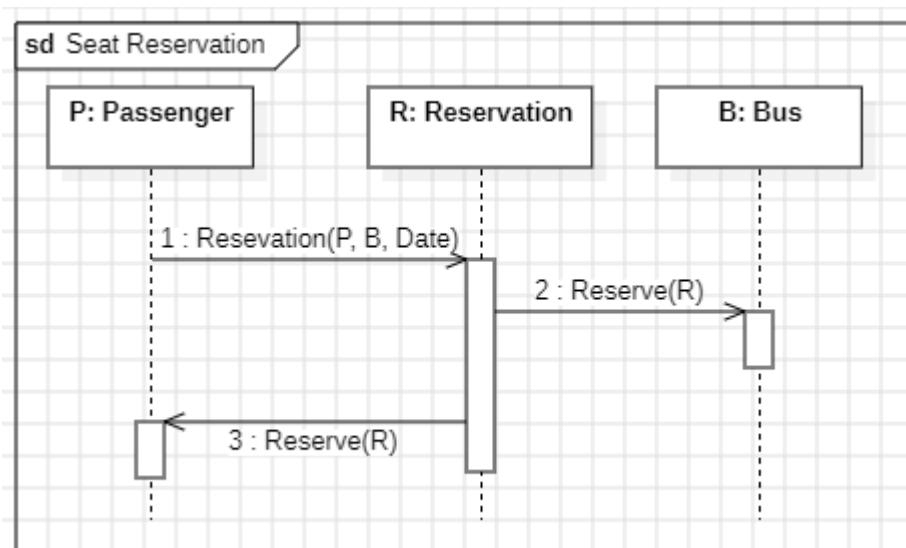 sd Seat Reservation
P: Passenger
R: Reservation
B: Bus
1 : Resevation(P, B, Date)
2 : Reserve(R)
3 : Reserve(R)